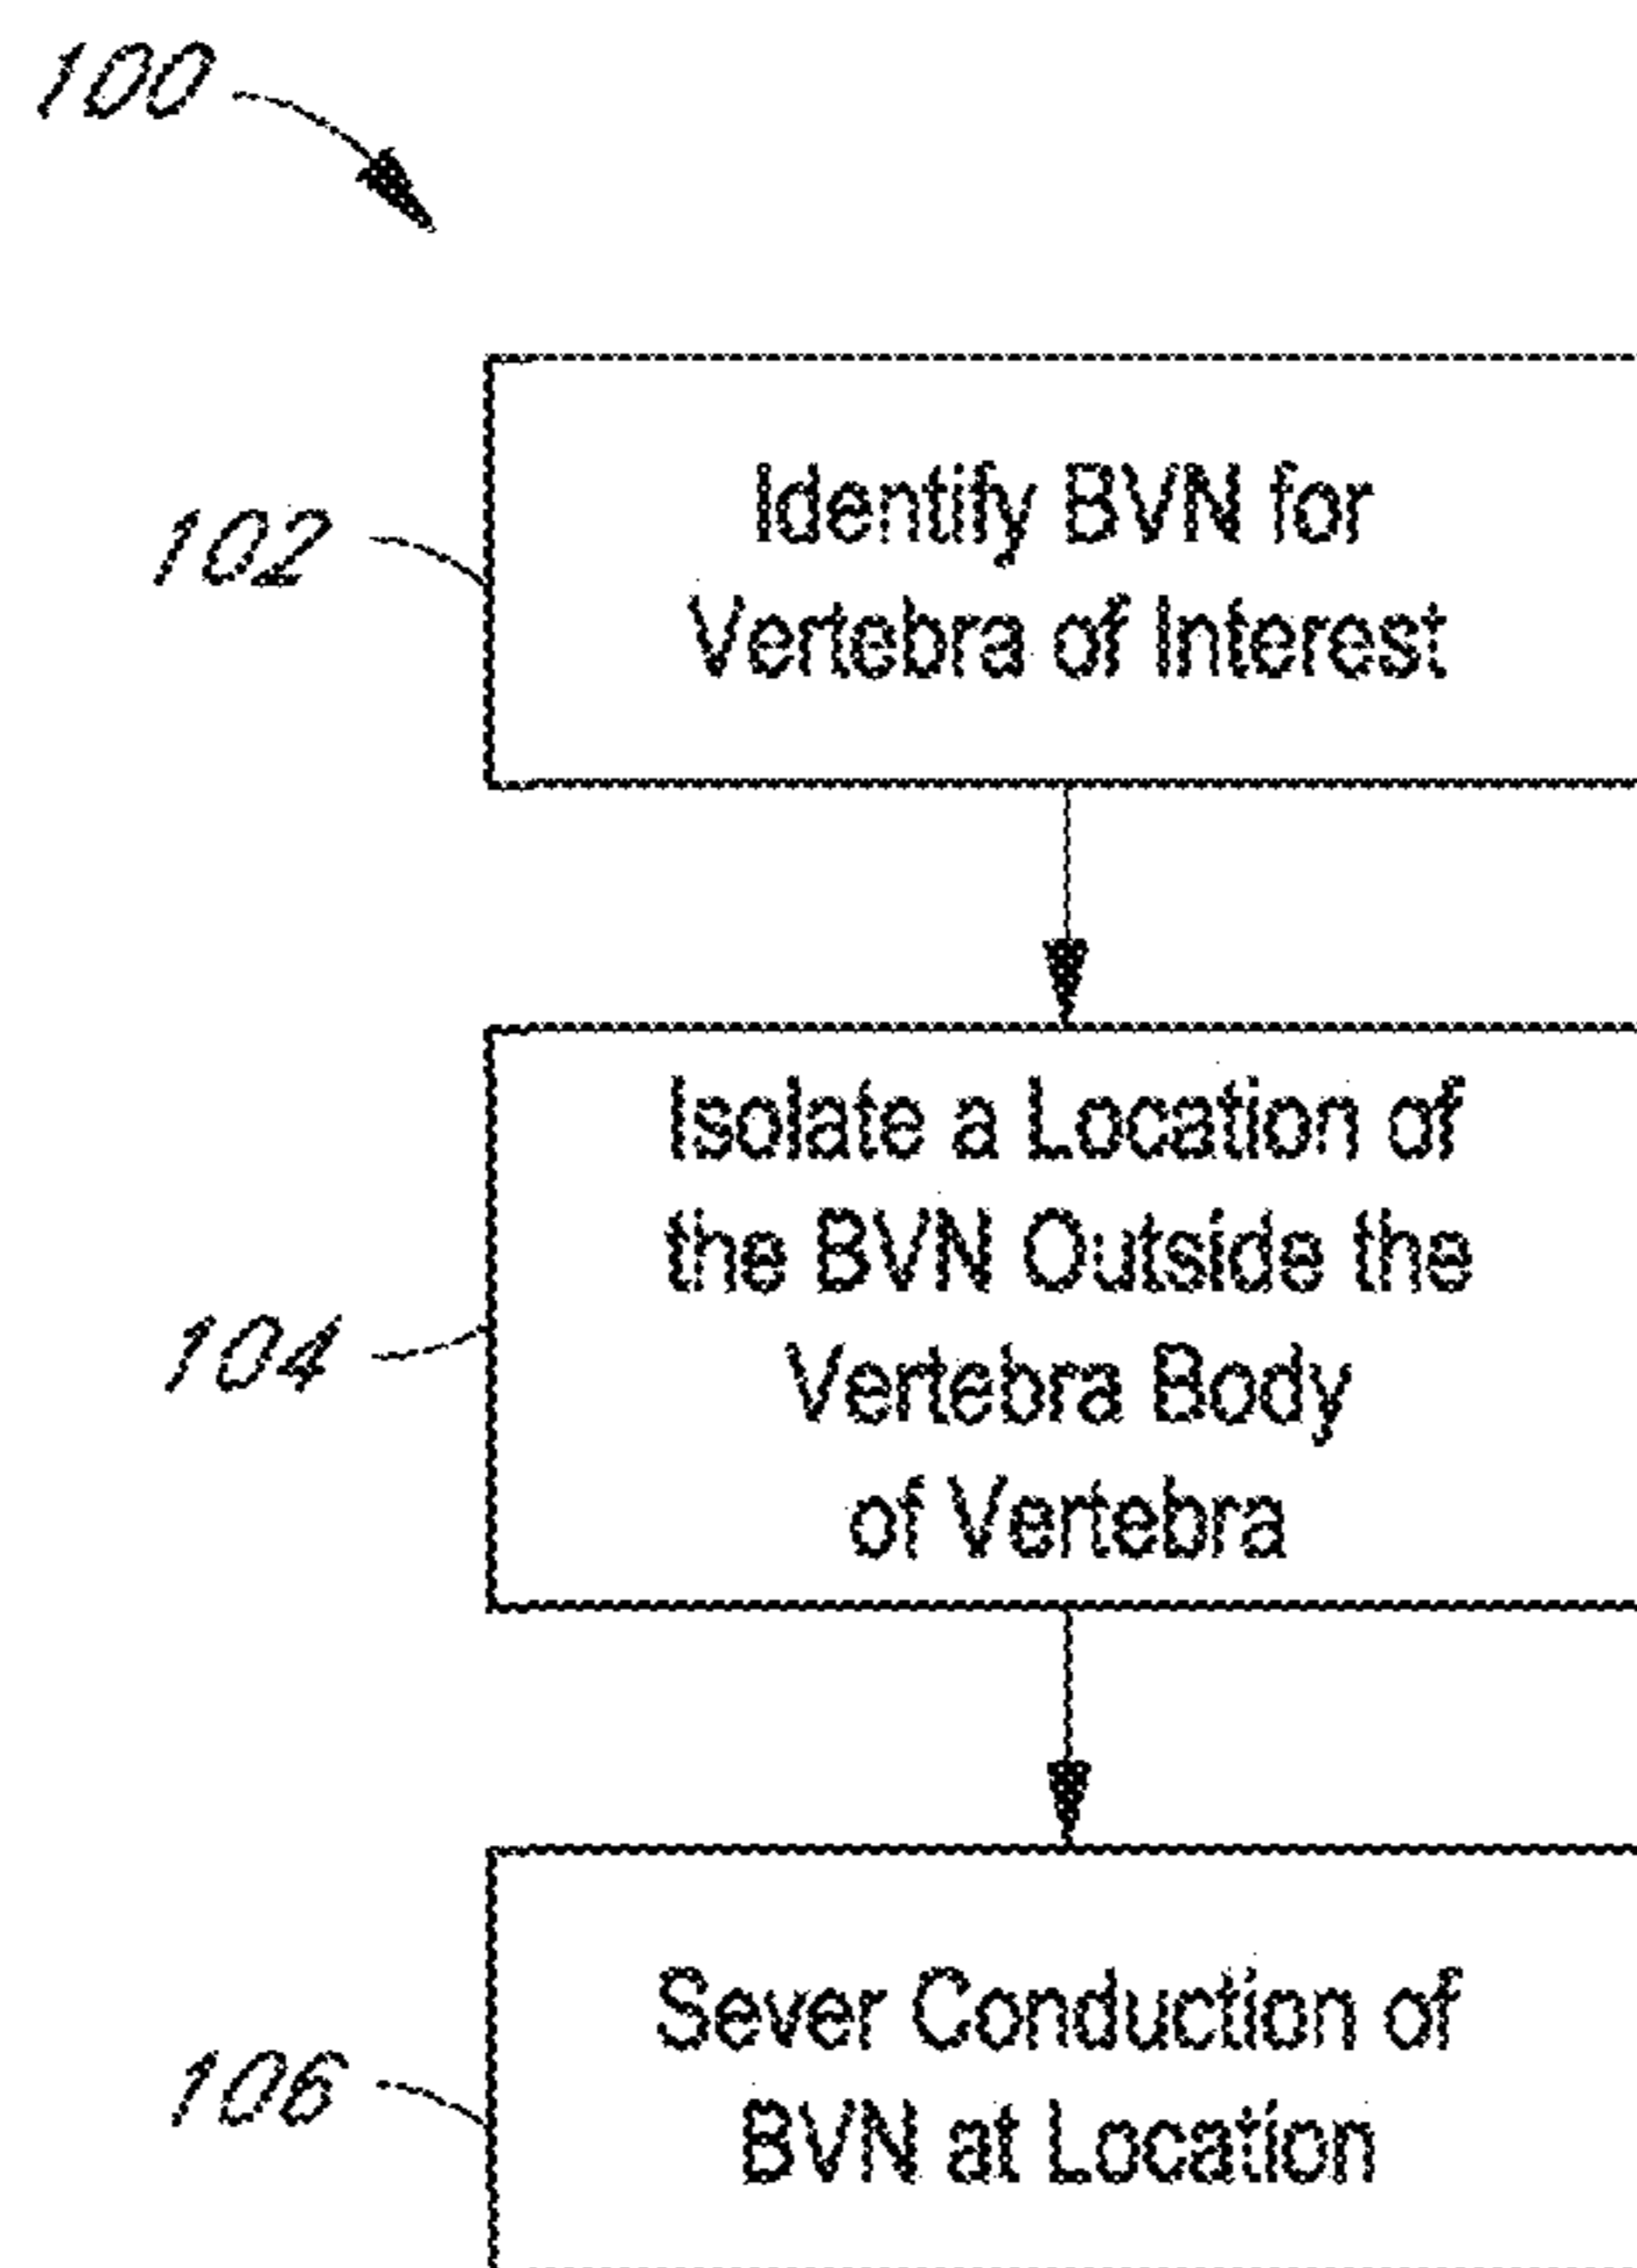 100
102
Identify BVN for
Vertebra of Interest
104
Isolate a Location of
the BVN Outside the
Vertebra Body
of Vertebra
106
Sever Conduction of
BVN at Location